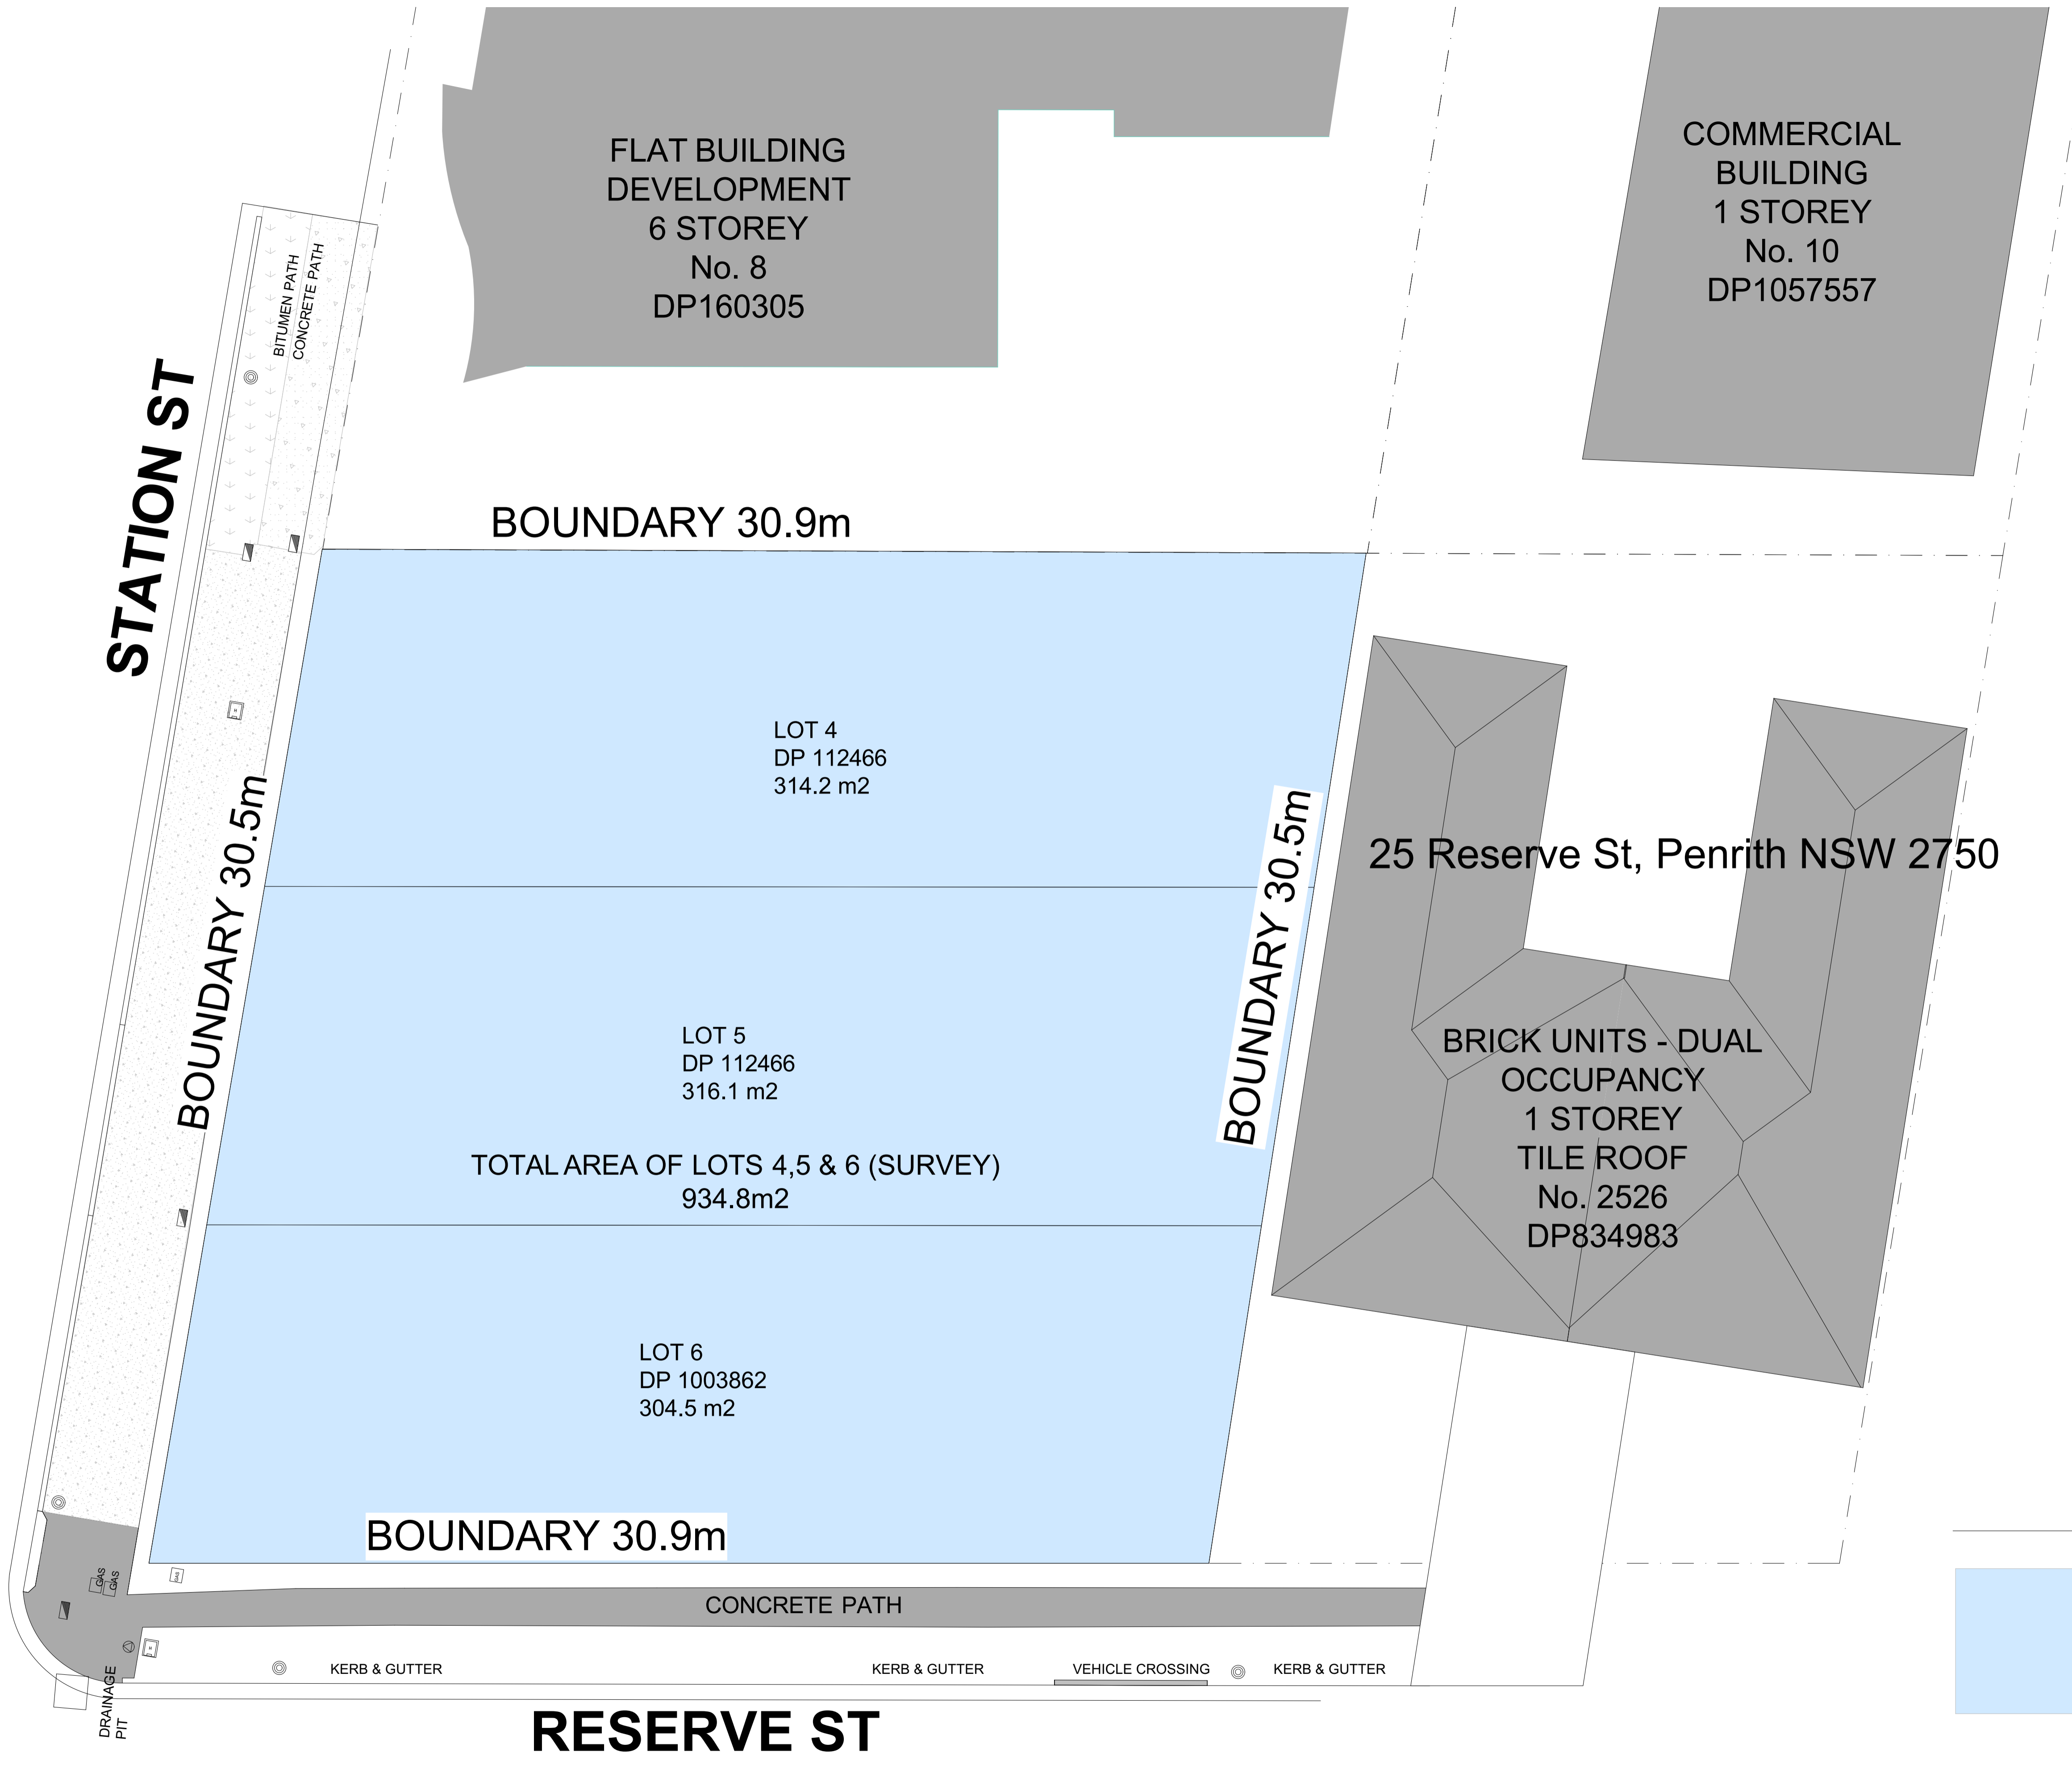 FLAT BUILDING
DEVELOPMENT
6 STOREY
No. 8
DP160305
COMMERCIAL
BUILDING
1 STOREY
No. 10
DP1057557
BITUMEN PATH
CONCRETE PATH
STATION ST
BOUNDARY 30.9m
LOT 4
DP 112466
314.2 m2
BOUNDARY 30.5m
BOUNDARY 30.5m
25 Reserve St, Penrith NSW 2750
LOT 5
DP 112466
316.1 m2
BRICK UNITS - DUAL
OCCUPANCY
1 STOREY
TILE ROOF
No. 2526
DP834983
TOTAL AREA OF LOTS 4,5 & 6 (SURVEY)
934.8m2
LOT 6
DP 1003862
304.5 m2
BOUNDARY 30.9m
GAS
GAS
GAS
CONCRETE PATH
KERB & GUTTER
KERB & GUTTER
VEHICLE CROSSING
KERB & GUTTER
DRAINAGE
PIT
RESERVE ST